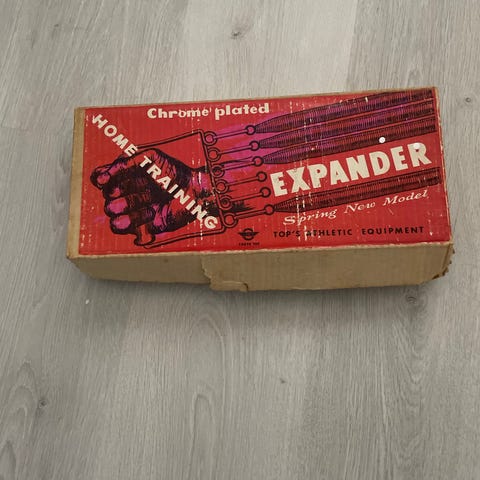 Chrome plated
HOME TRAINING
EXPANDER
Spring New Model
TOP'S ATHLETIC EQUIPMENT